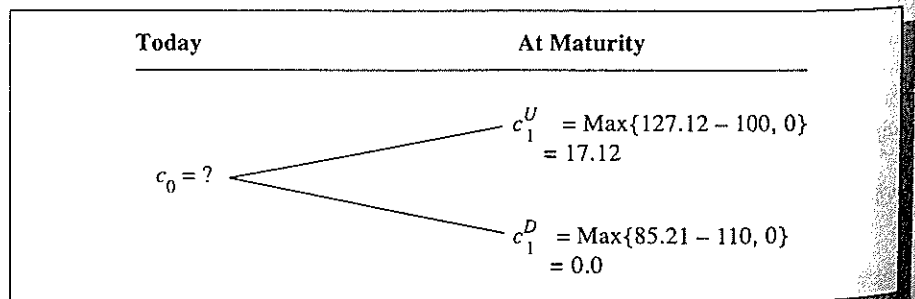 Today At Maturity
c₁ᵁ = Max{127.12 – 100, 0}
= 17.12
c₀ = ?
c₁ᴰ = Max{85.21 – 110, 0}
= 0.0